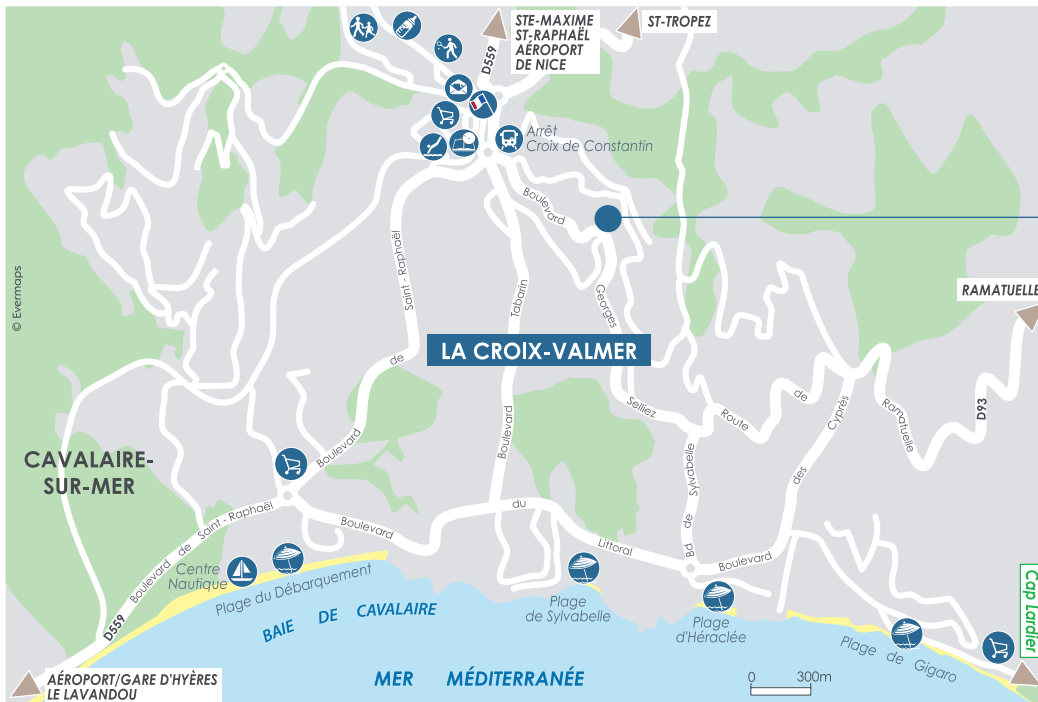 STE-MAXIME
ST-RAPHAËL
AÉROPORT
DE NICE
ST-TROPEZ
D559
Arrêt
Croix de Constantin
Boulevard
Georges
Selliez
© Evermaps
Boulevard
de
Saint - Raphaël
Boulevard
Tabarin
RAMATUELLE
LA CROIX-VALMER
Route
de
Ramatuelle
D93
Boulevard
des
Cyprès
CAVALAIRE-
SUR-MER
Bd de Sylvabelle
Boulevard de Saint - Raphaël
Boulevard
du
Littoral
Centre
Nautique
Plage du Débarquement
Plage
de Sylvabelle
Plage
d'Héraclée
Plage de Gigaro
Cap Lardier
D559
BAIE DE CAVALAIRE
MER MÉDITERRANÉE
AÉROPORT/GARE D'HYÈRES
LE LAVANDOU
0 300m